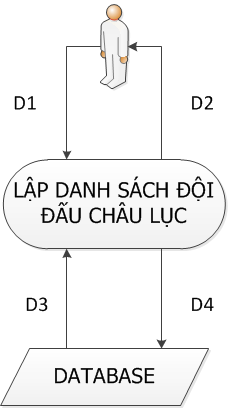 D1
D2
LẬP DANH SÁCH ĐỘI
ĐẤU CHÂU LỤC
D3
D4
DATABASE